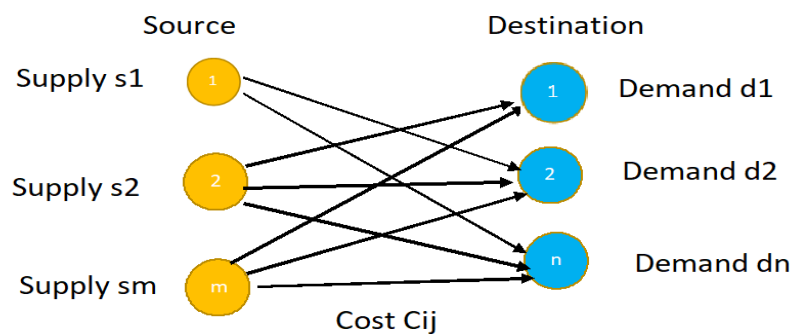 Source
Destination
Supply s1
1
1
Demand d1
Supply s2
2
2
Demand d2
Supply sm
m
n
Demand dn
Cost Cij